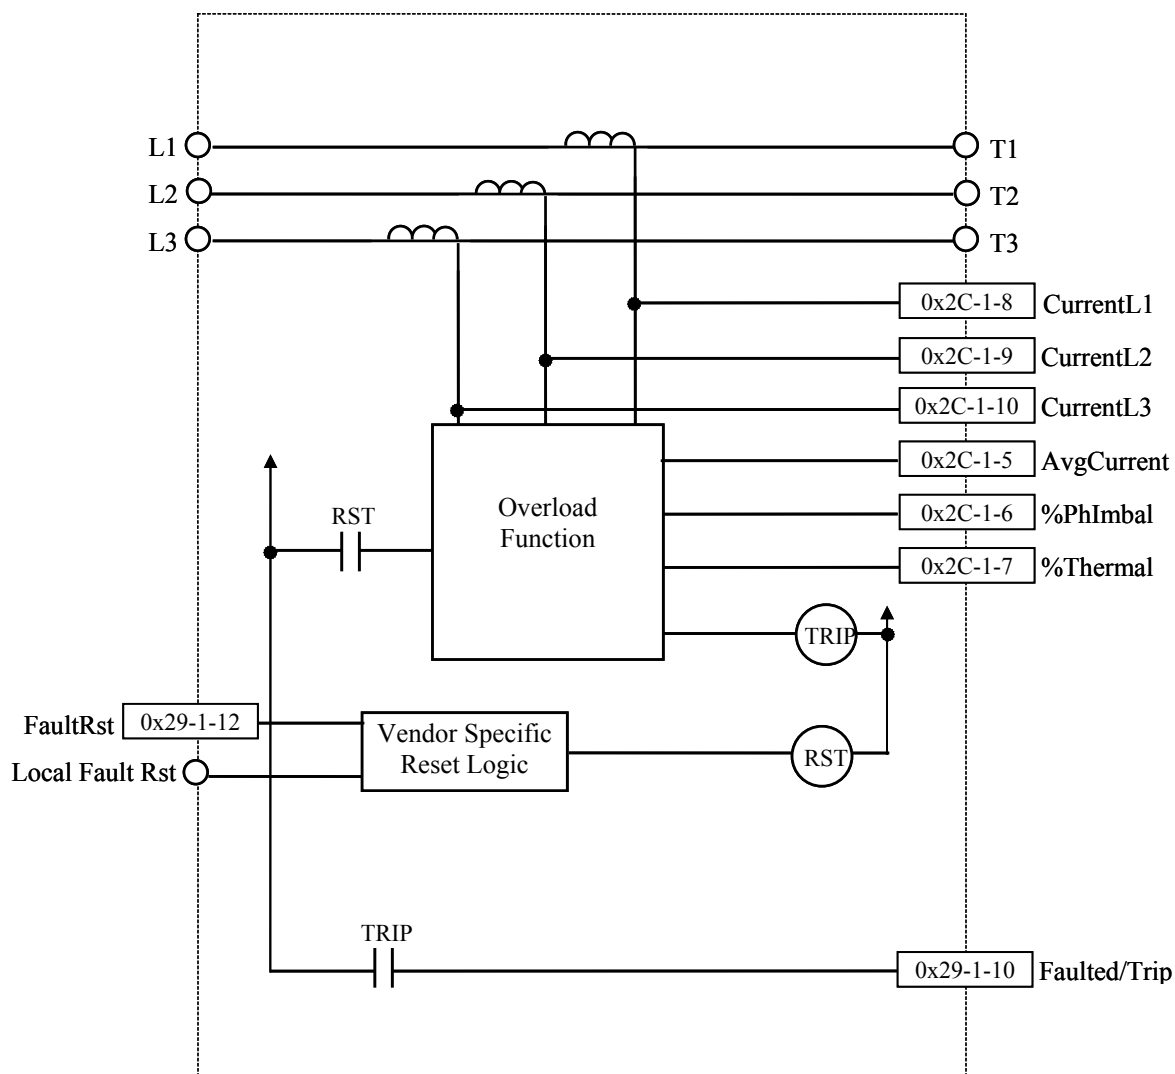 L1
T1
L2
T2
L3
T3
0x2C-1-8 CurrentL1
0x2C-1-9 CurrentL2
0x2C-1-10 CurrentL3
0x2C-1-5 AvgCurrent
RST
Overload
Function
0x2C-1-6 %PhImbal
0x2C-1-7 %Thermal
TRIP
FaultRst 0x29-1-12
Vendor Specific
Reset Logic
RST
Local Fault Rst
TRIP
0x29-1-10 Faulted/Trip